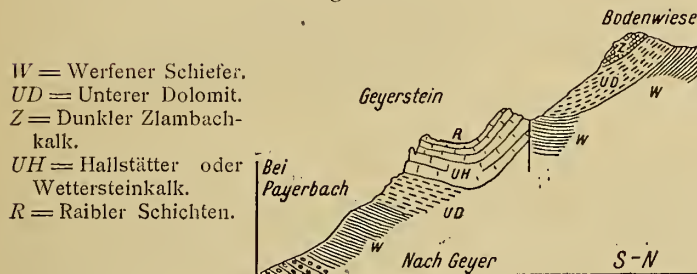 W = Werfener Schiefer.
UD = Unterer Dolomit.
Z = Dunkler Zlambach-
kalk.
UH = Hallstätter oder
Wettersteinkalk.
R = Raibler Schichten.
Bodenwiese
Z
UD
W
Geyerstein
R
UH
W
Bei
Payerbach
UD
W
Nach Geyer
S-N